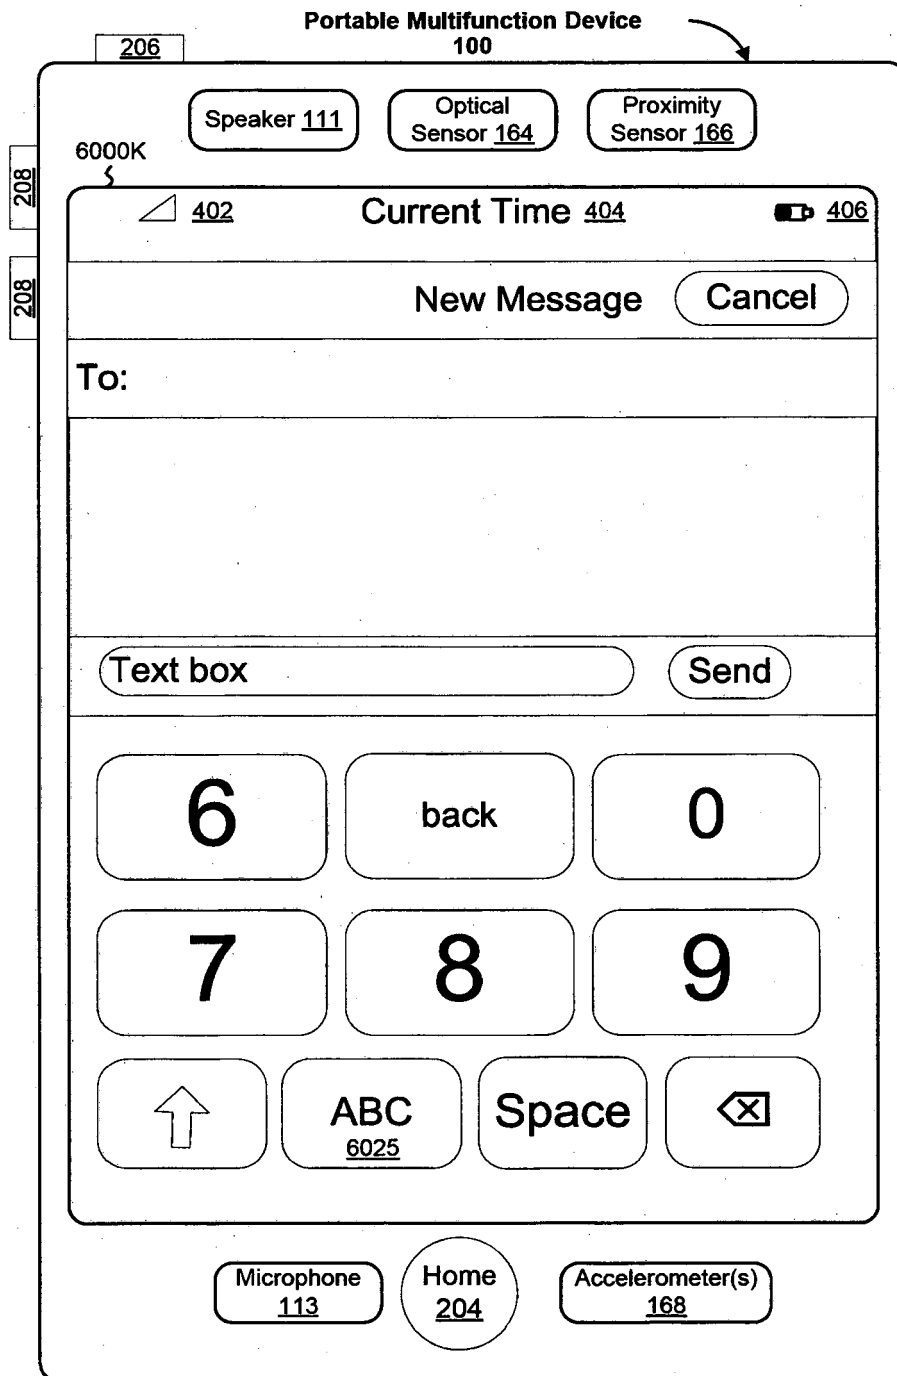 Portable Multifunction Device
100
206
Speaker 111
Optical
Sensor 164
Proximity
Sensor 166
6000K
208
208
402
Current Time 404
406
New Message
Cancel
To:
Text box
Send
6
back
0
7
8
9
ABC
6025
Space
Microphone
113
Home
204
Accelerometer(s)
168